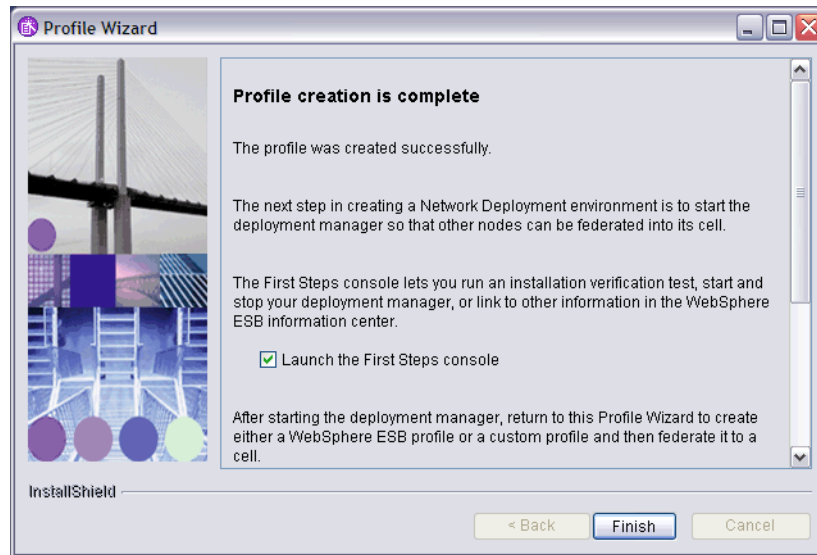 Profile Wizard
Profile creation is complete
The profile was created successfully.
The next step in creating a Network Deployment environment is to start the
deployment manager so that other nodes can be federated into its cell.
The First Steps console lets you run an installation verification test, start and
stop your deployment manager, or link to other information in the WebSphere
ESB information center.
Launch the First Steps console
After starting the deployment manager, return to this Profile Wizard to create
either a WebSphere ESB profile or a custom profile and then federate it to a
cell.
InstallShield
< Back
Finish
Cancel